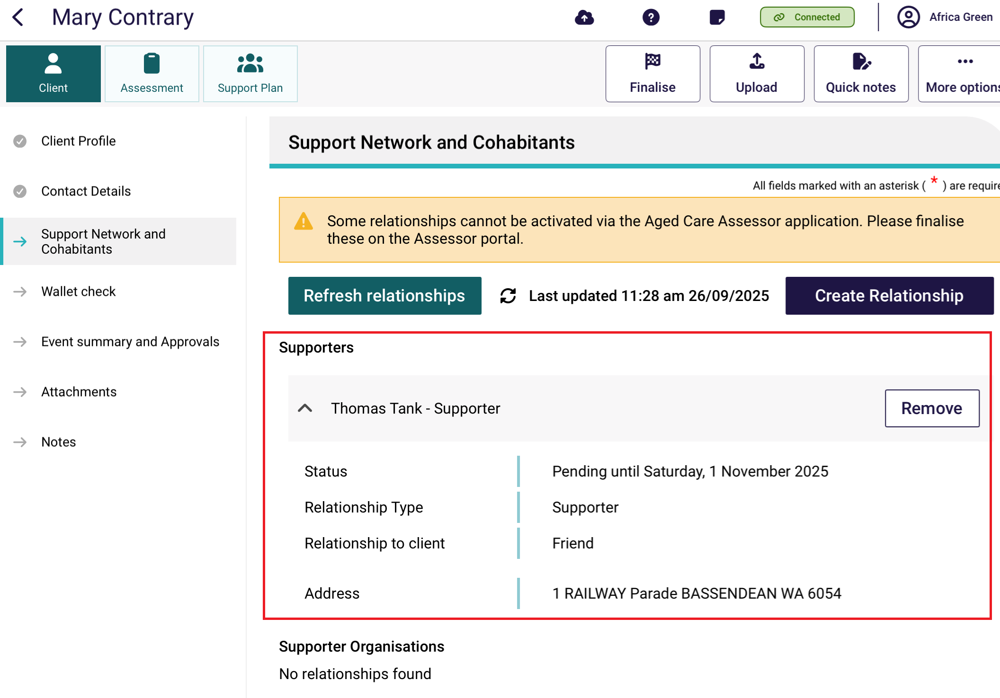 Mary Contrary
Connected
Africa Green
Client
Assessment
Support Plan
Finalise
Upload
Quick notes
More options
Client Profile
Contact Details
Support Network and
Cohabitants
Wallet check
Event summary and Approvals
Attachments
Notes
Support Network and Cohabitants
All fields marked with an asterisk ( * ) are require
Some relationships cannot be activated via the Aged Care Assessor application. Please finalise
these on the Assessor portal.
Refresh relationships
Last updated 11:28 am 26/09/2025
Create Relationship
Supporters
Thomas Tank - Supporter
Remove
Status
Pending until Saturday, 1 November 2025
Relationship Type
Supporter
Relationship to client
Friend
Address
1 RAILWAY Parade BASSENDEAN WA 6054
Supporter Organisations
No relationships found